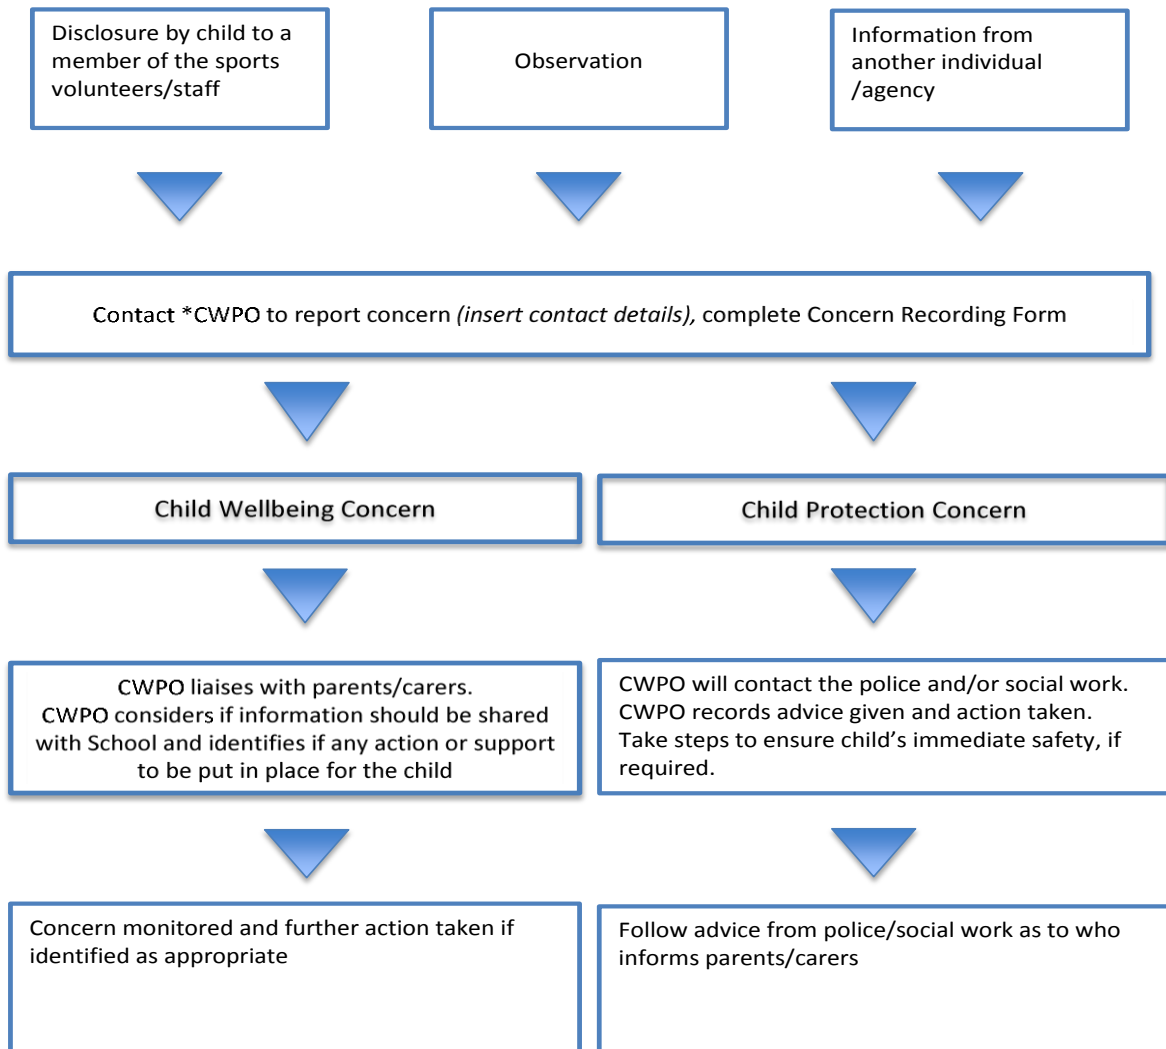 Disclosure by child to a
member of the sports
volunteers/staff
Observation
Information from
another individual
/agency
Contact *CWPO to report concern (insert contact details), complete Concern Recording Form
Child Wellbeing Concern
Child Protection Concern
CWPO liaises with parents/carers.
CWPO considers if information should be shared
with School and identifies if any action or support
to be put in place for the child
CWPO will contact the police and/or social work.
CWPO records advice given and action taken.
Take steps to ensure child’s immediate safety, if
required.
Concern monitored and further action taken if
identified as appropriate
Follow advice from police/social work as to who
informs parents/carers